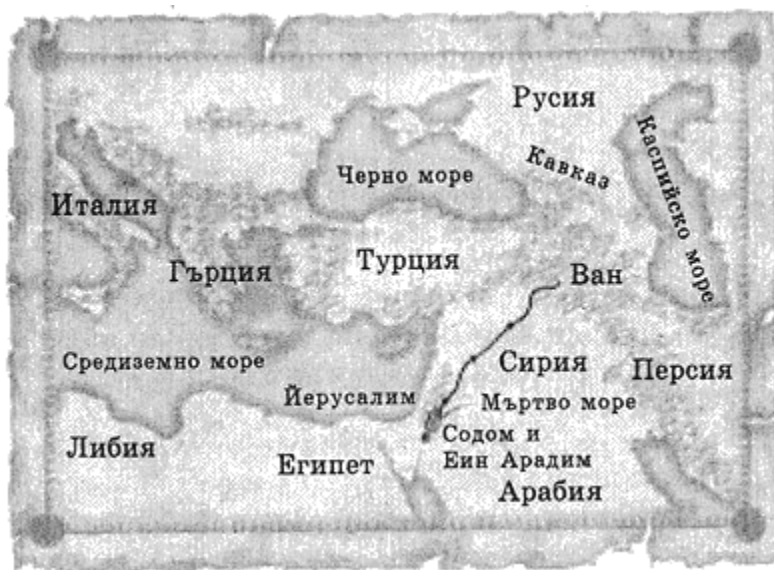 Русия
Кавказ
Каспийско море
Черно море
Италия
Гърция
Турция
Ван
Средиземно море
Сирия
Персия
Йерусалим
Мъртво море
Либия
Египет
Содом и
Еин Арадим
Арабия